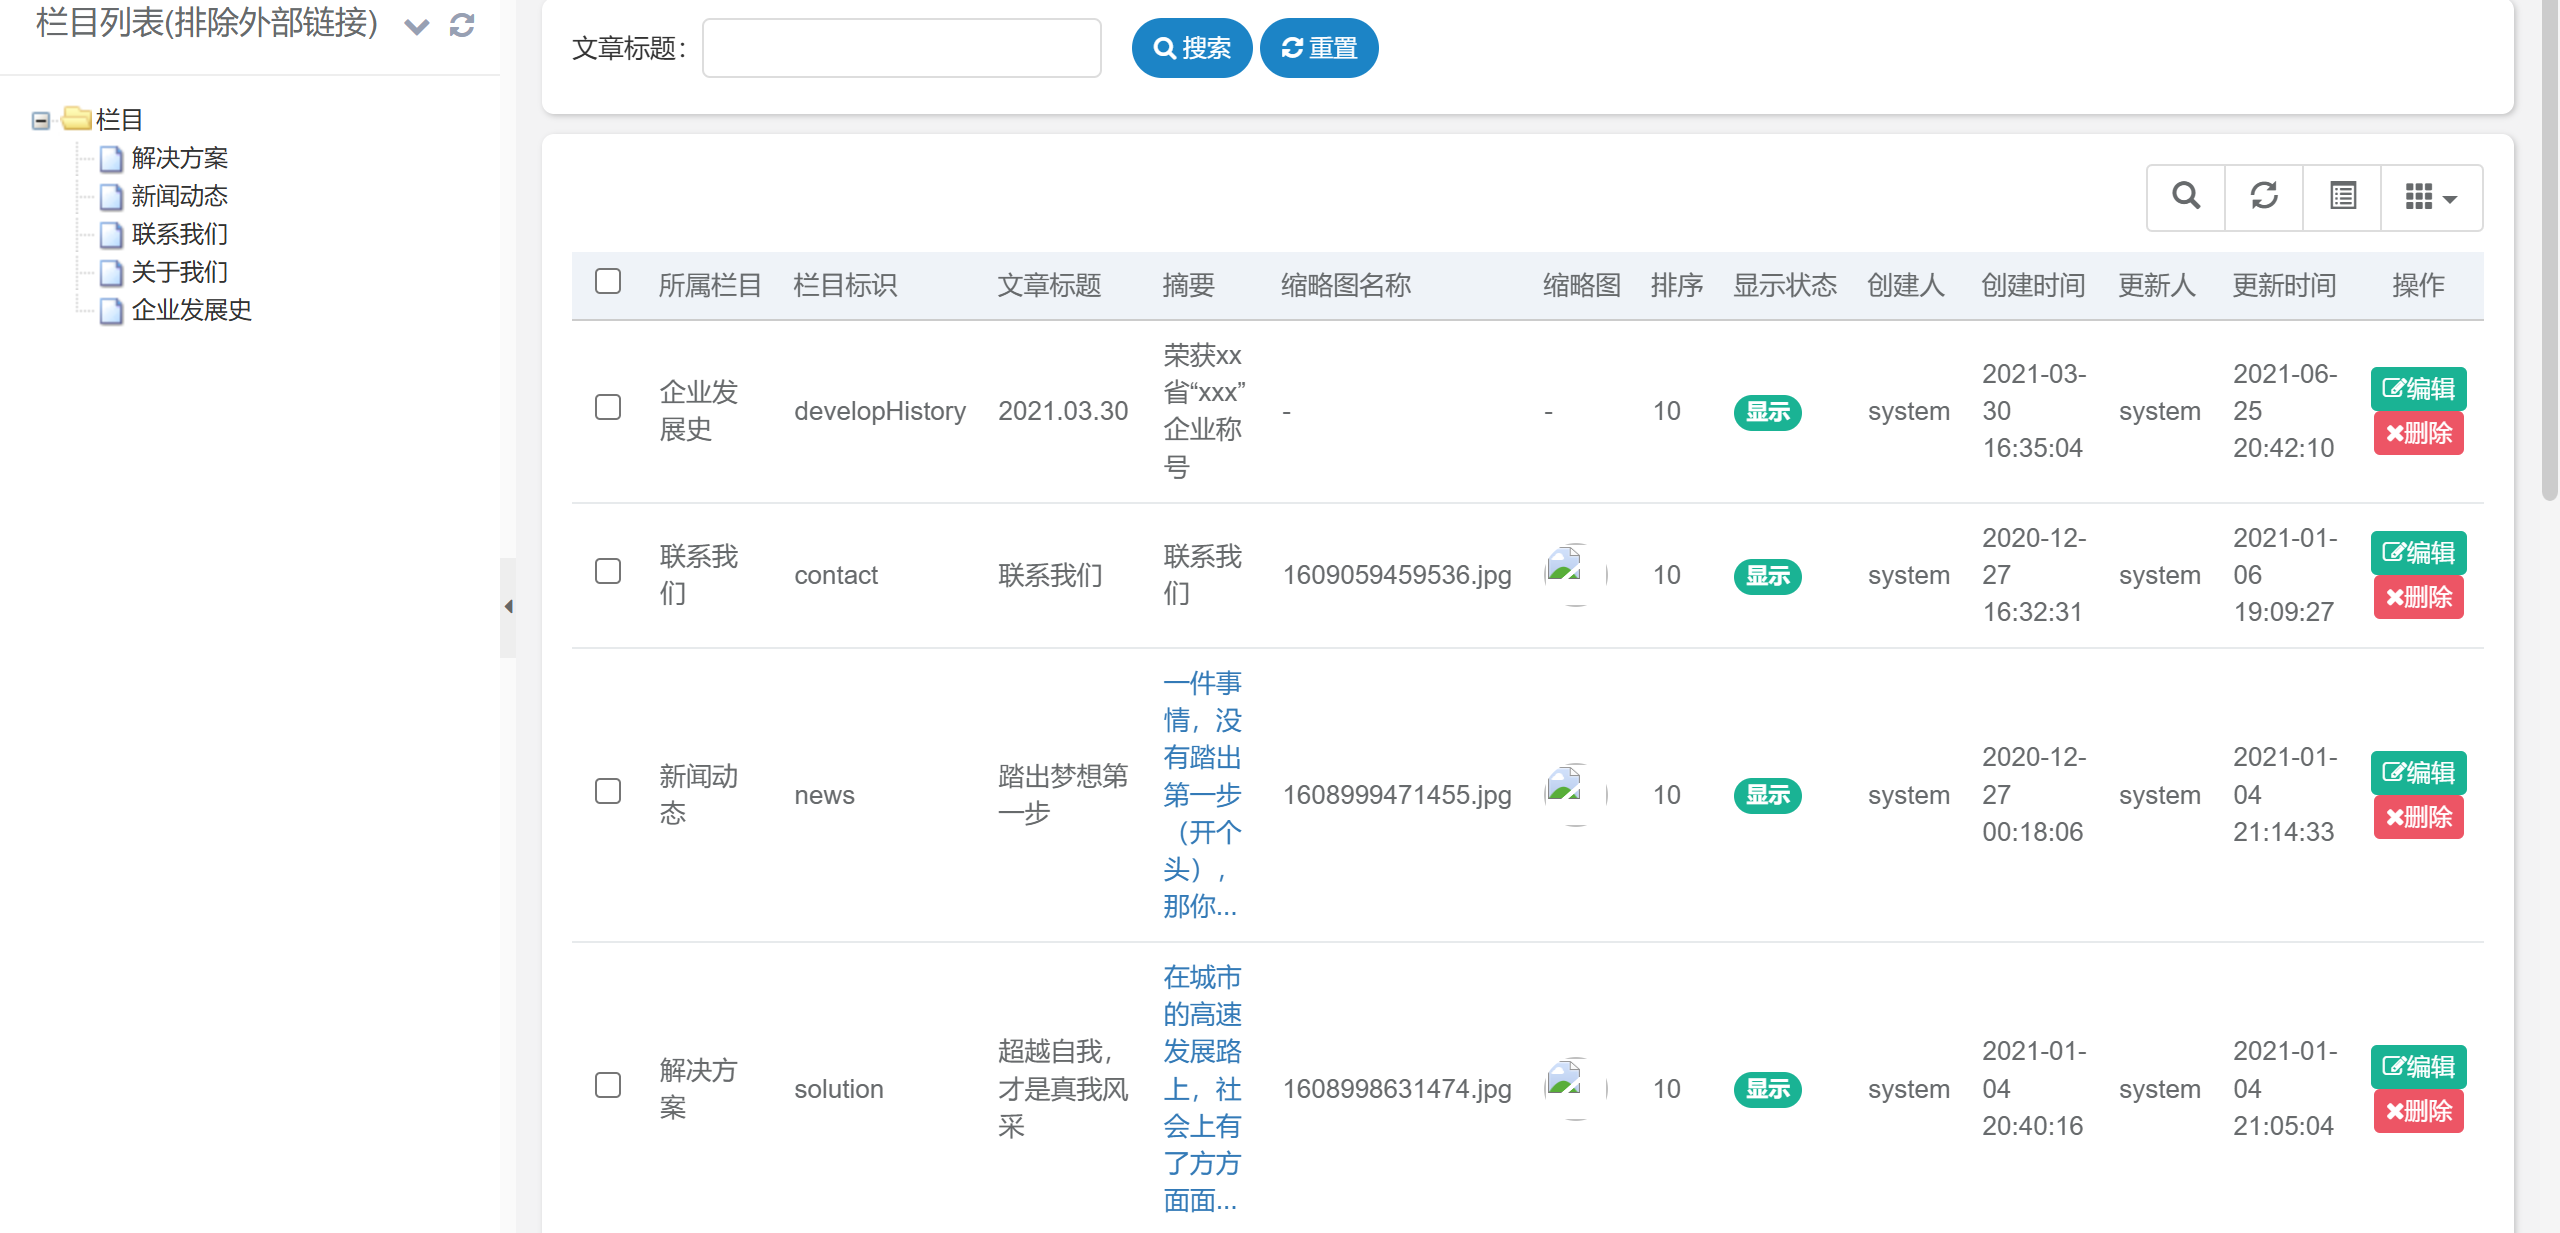 栏目列表(排除外部链接)
栏目
解决方案
新闻动态
联系我们
关于我们
企业发展史
文章标题：
搜索
重置
所属栏目 栏目标识 文章标题 摘要 缩略图名称 缩略图 排序 显示状态 创建人 创建时间 更新人 更新时间 操作
企业发
展史
developHistory
2021.03.30
荣获xx
省“xxx”
企业称
号
-
-
10
显示
system
2021-03-
30
16:35:04
system
2021-06-
25
20:42:10
编辑
删除
联系我
们
contact
联系我们
联系我
们
1609059459536.jpg
10
显示
system
2020-12-
27
16:32:31
system
2021-01-
06
19:09:27
编辑
删除
新闻动
态
news
踏出梦想第
一步
一件事
情，没
有踏出
第一步
（开个
头），
那你...
1608999471455.jpg
10
显示
system
2020-12-
27
00:18:06
system
2021-01-
04
21:14:33
编辑
删除
解决方
案
solution
超越自我，
才是真我风
采
在城市
的高速
发展路
上，社
会上有
了方方
面面...
1608998631474.jpg
10
显示
system
2021-01-
04
20:40:16
system
2021-01-
04
21:05:04
编辑
删除